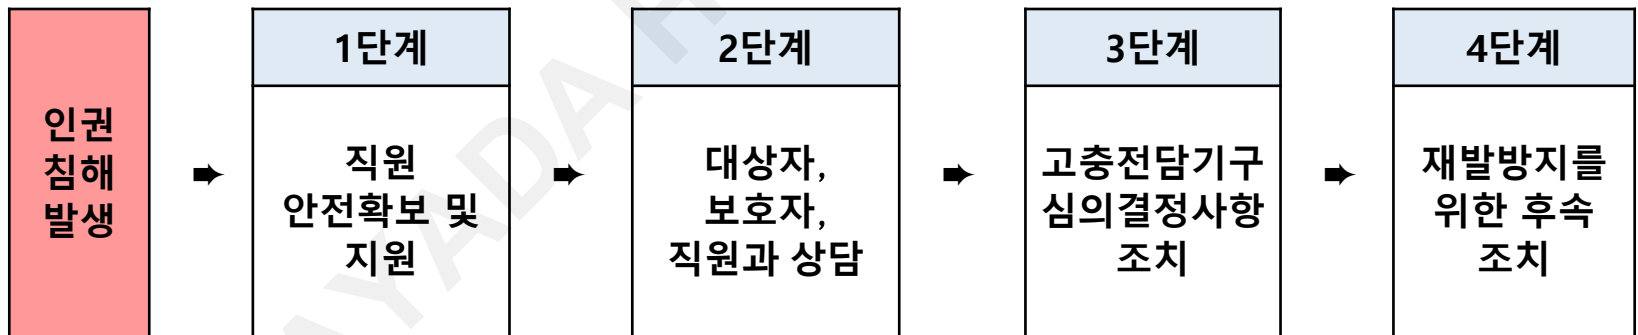 인권
침해
발생
1단계
직원
안전확보 및
지원
2단계
대상자,
보호자,
직원과 상담
3단계
고충전담기구
심의결정사항
조치
4단계
재발방지를
위한 후속
조치